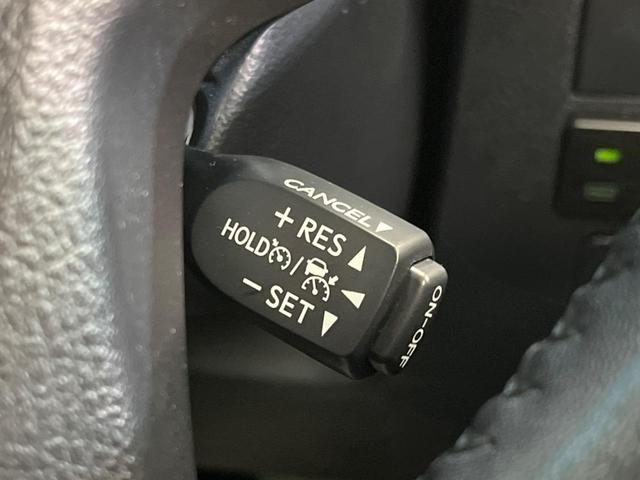 CANCEL
+ RES
HOLD /
− SET
ON-OFF